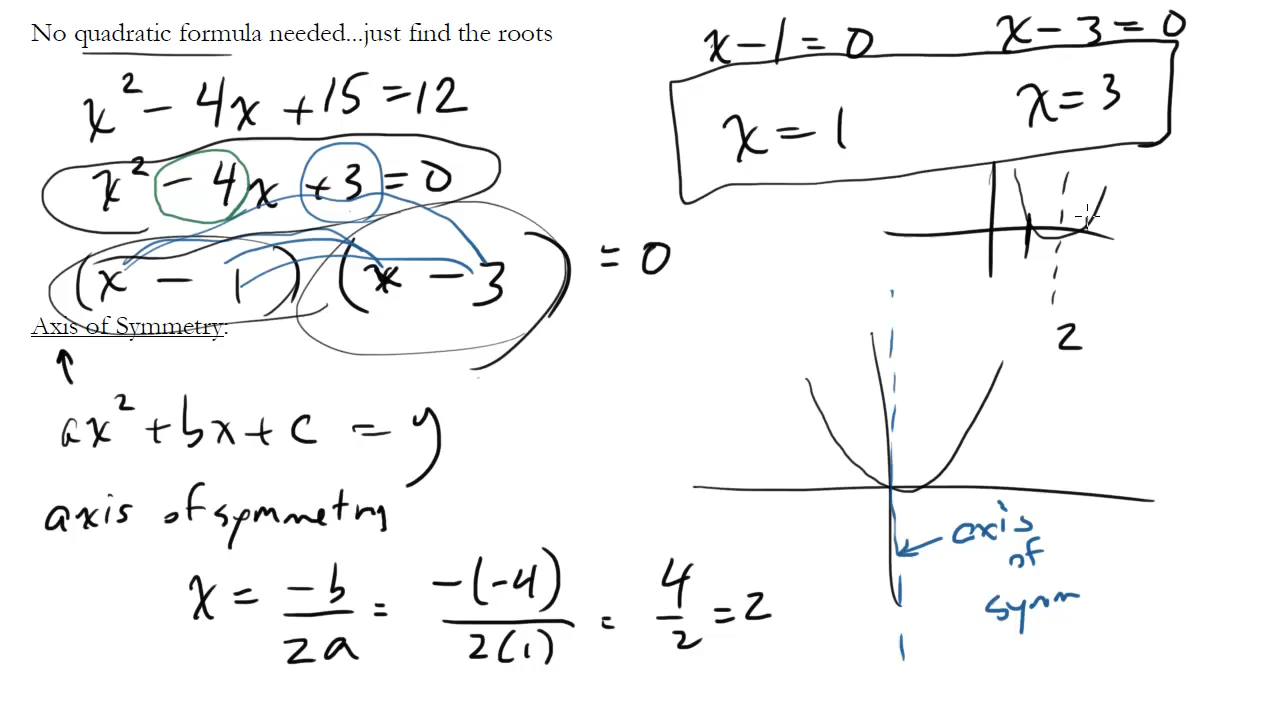 No quadratic formula needed...just find the roots
x² - 4x + 15 = 12
x² - 4x + 3 = 0
(x - 1) (x - 3) = 0
x - 1 = 0
x - 3 = 0
x = 1
x = 3
2
Axis of Symmetry:
ax² + bx + c = y
axis of symmetry
x = -b/2a = -(-4)/2(1) = 4/2 = 2
axis
of
symm